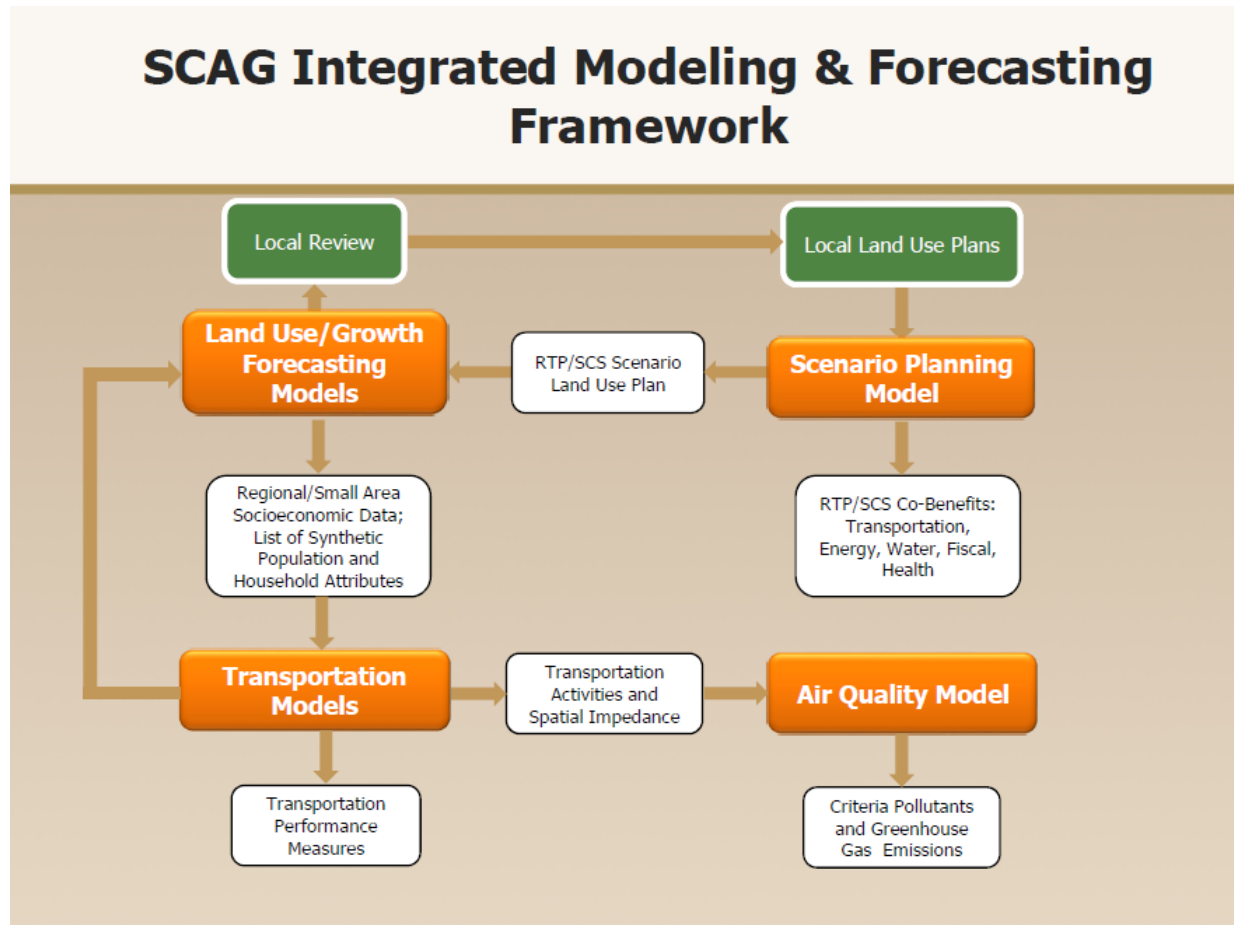 SCAG Integrated Modeling & Forecasting
Framework
Local Review
Local Land Use Plans
Land Use/Growth
Forecasting
Models
RTP/SCS Scenario
Land Use Plan
Scenario Planning
Model
Regional/Small Area
Socioeconomic Data;
List of Synthetic
Population and
Household Attributes
RTP/SCS Co-Benefits:
Transportation,
Energy, Water, Fiscal,
Health
Transportation
Models
Transportation
Activities and
Spatial Impedance
Air Quality Model
Transportation
Performance
Measures
Criteria Pollutants
and Greenhouse
Gas Emissions